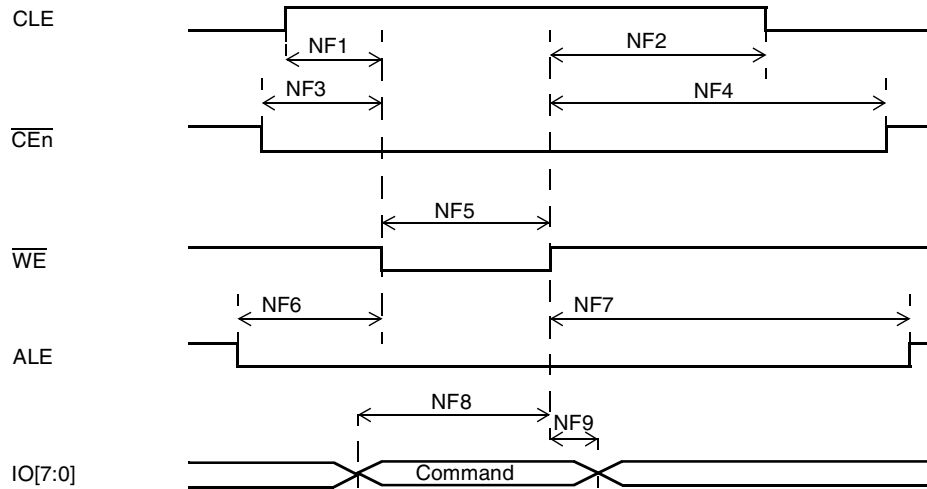 CLE
NF1
NF2
NF3
NF4
CEn
NF5
WE
NF6
NF7
ALE
NF8
NF9
IO[7:0]
Command